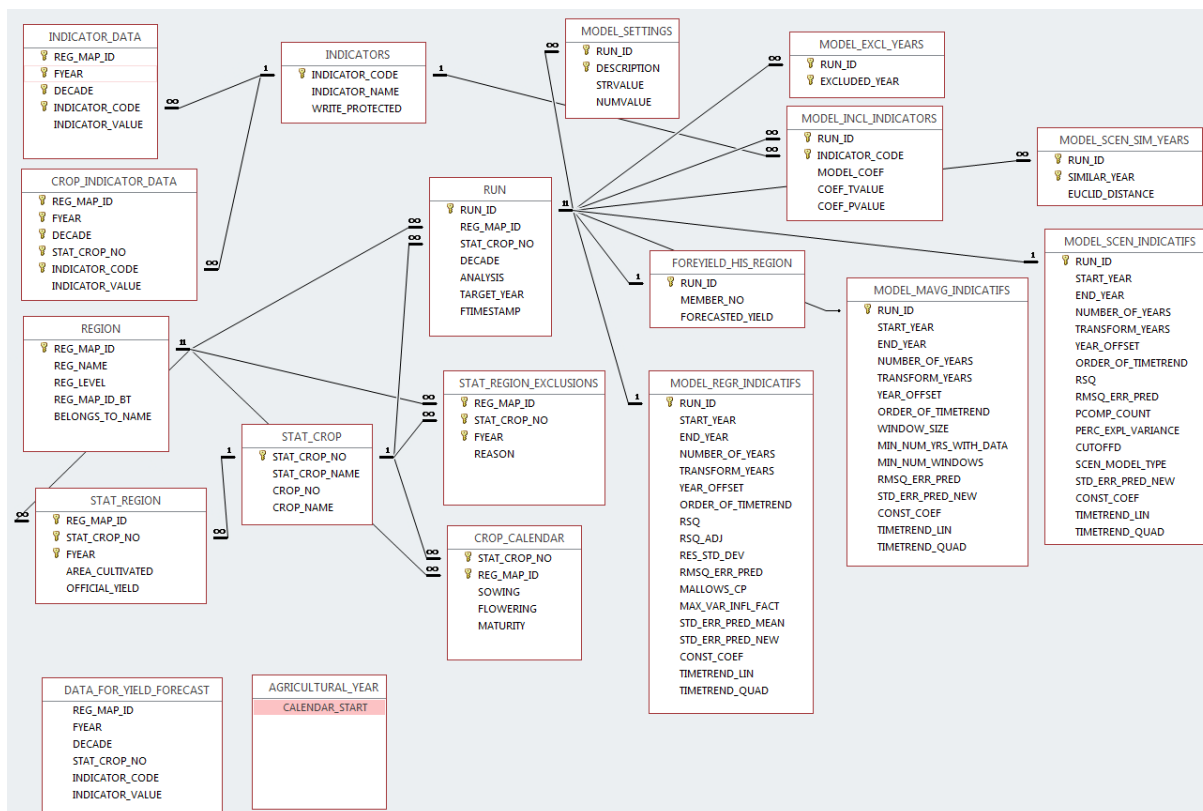 INDICATOR_DATA
REG_MAP_ID
FYEAR
DECADE
INDICATOR_CODE
INDICATOR_VALUE
INDICATORS
INDICATOR_CODE
INDICATOR_NAME
WRITE_PROTECTED
MODEL_SETTINGS
RUN_ID
DESCRIPTION
STRVALUE
NUMVALUE
MODEL_EXCL_YEARS
RUN_ID
EXCLUDED_YEAR
MODEL_INCL_INDICATORS
RUN_ID
INDICATOR_CODE
MODEL_COEF
COEF_TVALUE
COEF_PVALUE
MODEL_SCEN_SIM_YEARS
RUN_ID
SIMILAR_YEAR
EUCLID_DISTANCE
CROP_INDICATOR_DATA
REG_MAP_ID
FYEAR
DECADE
STAT_CROP_NO
INDICATOR_CODE
INDICATOR_VALUE
RUN
RUN_ID
REG_MAP_ID
STAT_CROP_NO
DECADE
ANALYSIS
TARGET_YEAR
FTIMESTAMP
FOREYIELD_HIS_REGION
RUN_ID
MEMBER_NO
FORECASTED_YIELD
MODEL_MAVG_INDICATIFS
RUN_ID
START_YEAR
END_YEAR
NUMBER_OF_YEARS
TRANSFORM_YEARS
YEAR_OFFSET
ORDER_OF_TIMETREND
WINDOW_SIZE
MIN_NUM_YRS_WITH_DATA
MIN_NUM_WINDOWS
RMSQ_ERR_PRED
STD_ERR_PRED_NEW
CONST_COEF
TIMETREND_LIN
TIMETREND_QUAD
MODEL_SCEN_INDICATIFS
RUN_ID
START_YEAR
END_YEAR
NUMBER_OF_YEARS
TRANSFORM_YEARS
YEAR_OFFSET
ORDER_OF_TIMETREND
RSQ
RMSQ_ERR_PRED
PCOMP_COUNT
PERC_EXPL_VARIANCE
CUTOFFD
SCEN_MODEL_TYPE
STD_ERR_PRED_NEW
CONST_COEF
TIMETREND_LIN
TIMETREND_QUAD
REGION
REG_MAP_ID
REG_NAME
REG_LEVEL
REG_MAP_ID_BT
BELONGS_TO_NAME
STAT_REGION_EXCLUSIONS
REG_MAP_ID
STAT_CROP_NO
FYEAR
REASON
MODEL_REGR_INDICATIFS
RUN_ID
START_YEAR
END_YEAR
NUMBER_OF_YEARS
TRANSFORM_YEARS
YEAR_OFFSET
ORDER_OF_TIMETREND
RSQ
RSQ_ADJ
RES_STD_DEV
RMSQ_ERR_PRED
MALLOWS_CP
MAX_VAR_INFL_FACT
STD_ERR_PRED_MEAN
STD_ERR_PRED_NEW
CONST_COEF
TIMETREND_LIN
TIMETREND_QUAD
STAT_CROP
STAT_CROP_NO
STAT_CROP_NAME
CROP_NO
CROP_NAME
STAT_REGION
REG_MAP_ID
STAT_CROP_NO
FYEAR
AREA_CULTIVATED
OFFICIAL_YIELD
CROP_CALENDAR
STAT_CROP_NO
REG_MAP_ID
SOWING
FLOWERING
MATURITY
DATA_FOR_YIELD_FORECAST
REG_MAP_ID
FYEAR
DECADE
STAT_CROP_NO
INDICATOR_CODE
INDICATOR_VALUE
AGRICULTURAL_YEAR
CALENDAR_START